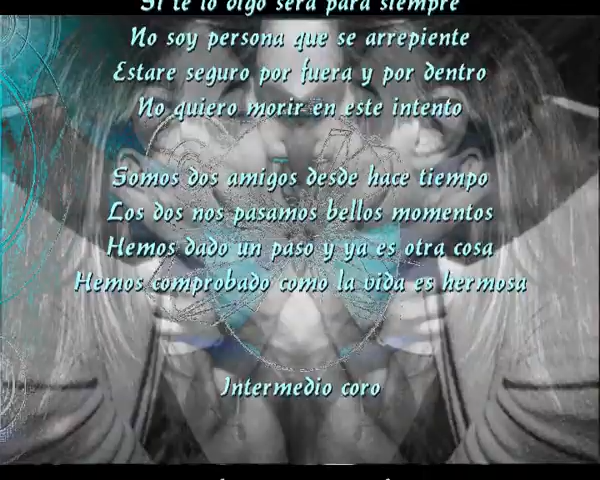 Si te lo digo será para siempre
No soy persona que se arrepiente
Estare seguro por fuera y por dentro
No quiero morir en este intento
Somos dos amigos desde hace tiempo
Los dos nos pasamos bellos momentos
Hemos dado un paso y ya es otra cosa
Hemos comprobado como la vida es hermosa
Intermedio coro